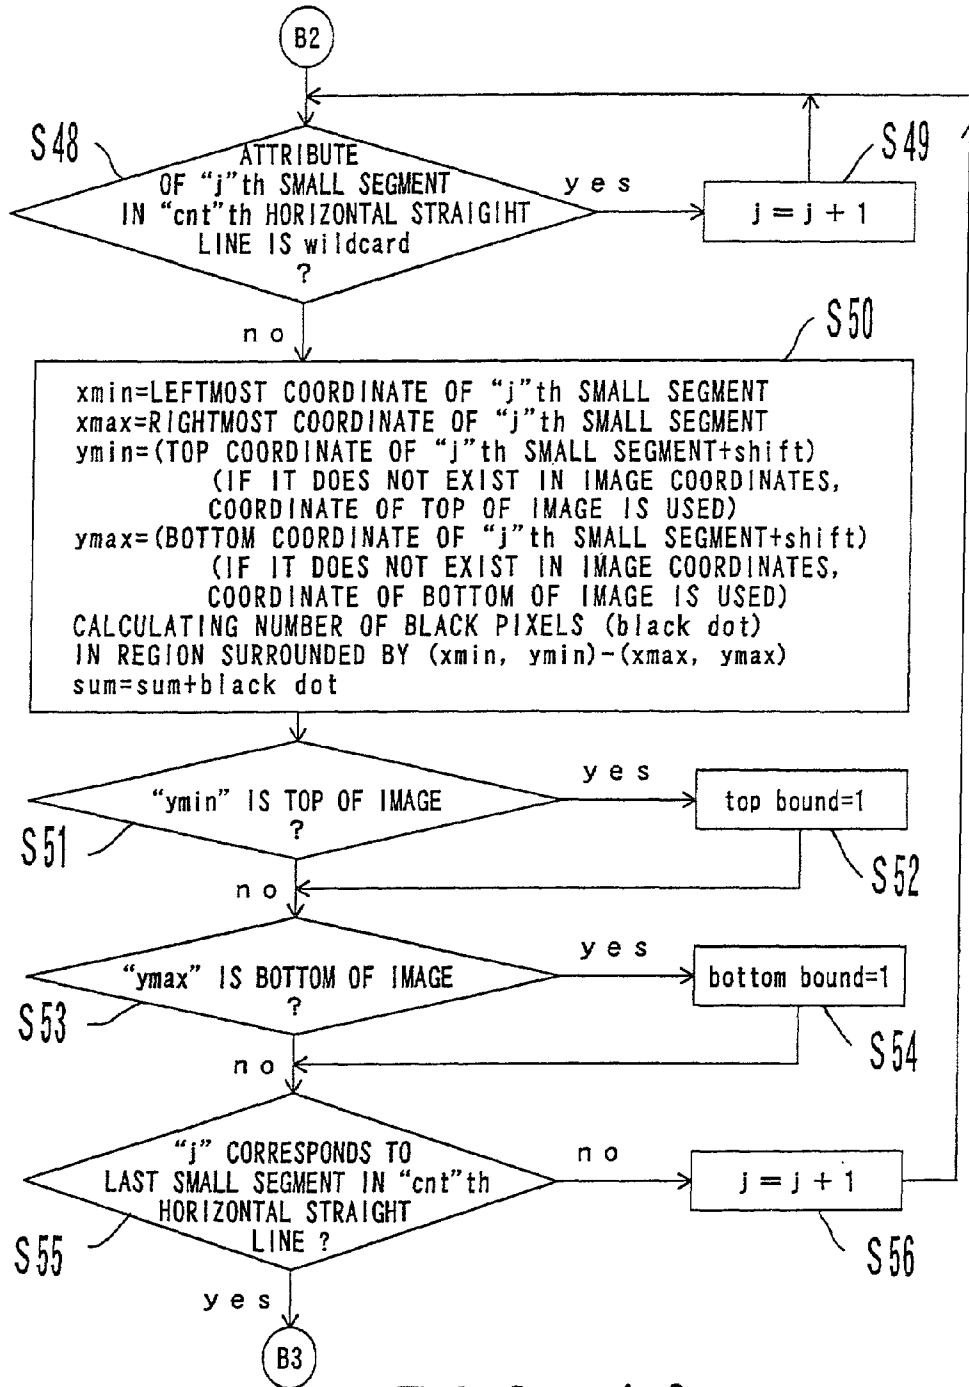 B2
S48
ATTRIBUTE
OF "j"th SMALL SEGMENT
IN "cnt"th HORIZONTAL STRAIGIHT
LINE IS wildcard
?
yes
S49
j = j + 1
no
S50
xmin=LEFTMOST COORDINATE OF "j"th SMALL SEGMENT
xmax=RIGHTMOST COORDINATE OF "j"th SMALL SEGMENT
ymin=(TOP COORDINATE OF "j"th SMALL SEGMENT+shift)
(IF IT DOES NOT EXIST IN IMAGE COORDINATES,
COORDINATE OF TOP OF IMAGE IS USED)
ymax=(BOTTOM COORDINATE OF "j"th SMALL SEGMENT+shift)
(IF IT DOES NOT EXIST IN IMAGE COORDINATES,
COORDINATE OF BOTTOM OF IMAGE IS USED)
CALCULATING NUMBER OF BLACK PIXELS (black dot)
IN REGION SURROUNDED BY (xmin, ymin)-(xmax, ymax)
sum=sum+black dot
"ymin" IS TOP OF IMAGE
?
yes
top bound=1
S51
S52
no
"ymax" IS BOTTOM OF IMAGE
?
yes
bottom bound=1
S53
S54
no
"j" CORRESPONDS TO
LAST SMALL SEGMENT IN "cnt"th
HORIZONTAL STRAIGHT
LINE ?
no
j = j + 1
S55
S56
yes
B3